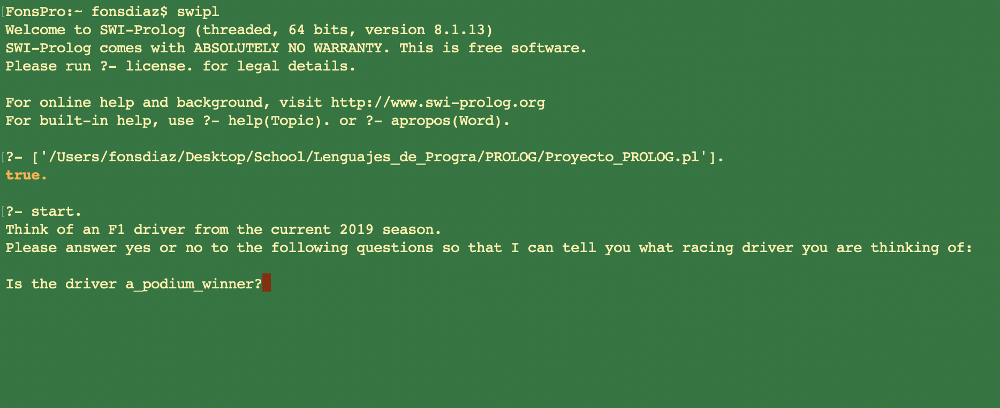 FonsPro:~ fonsdiaz$ swipl
Welcome to SWI-Prolog (threaded, 64 bits, version 8.1.13)
SWI-Prolog comes with ABSOLUTELY NO WARRANTY. This is free software.
Please run ?- license. for legal details.
For online help and background, visit http://www.swi-prolog.org
For built-in help, use ?- help(Topic). or ?- apropos(Word).
?- ['/Users/fonsdiaz/Desktop/School/Lenguajes_de_Progra/PROLOG/Proyecto_PROLOG.pl'].
true.
?- start.
Think of an F1 driver from the current 2019 season.
Please answer yes or no to the following questions so that I can tell you what racing driver you are thinking of:
Is the driver a_podium_winner?